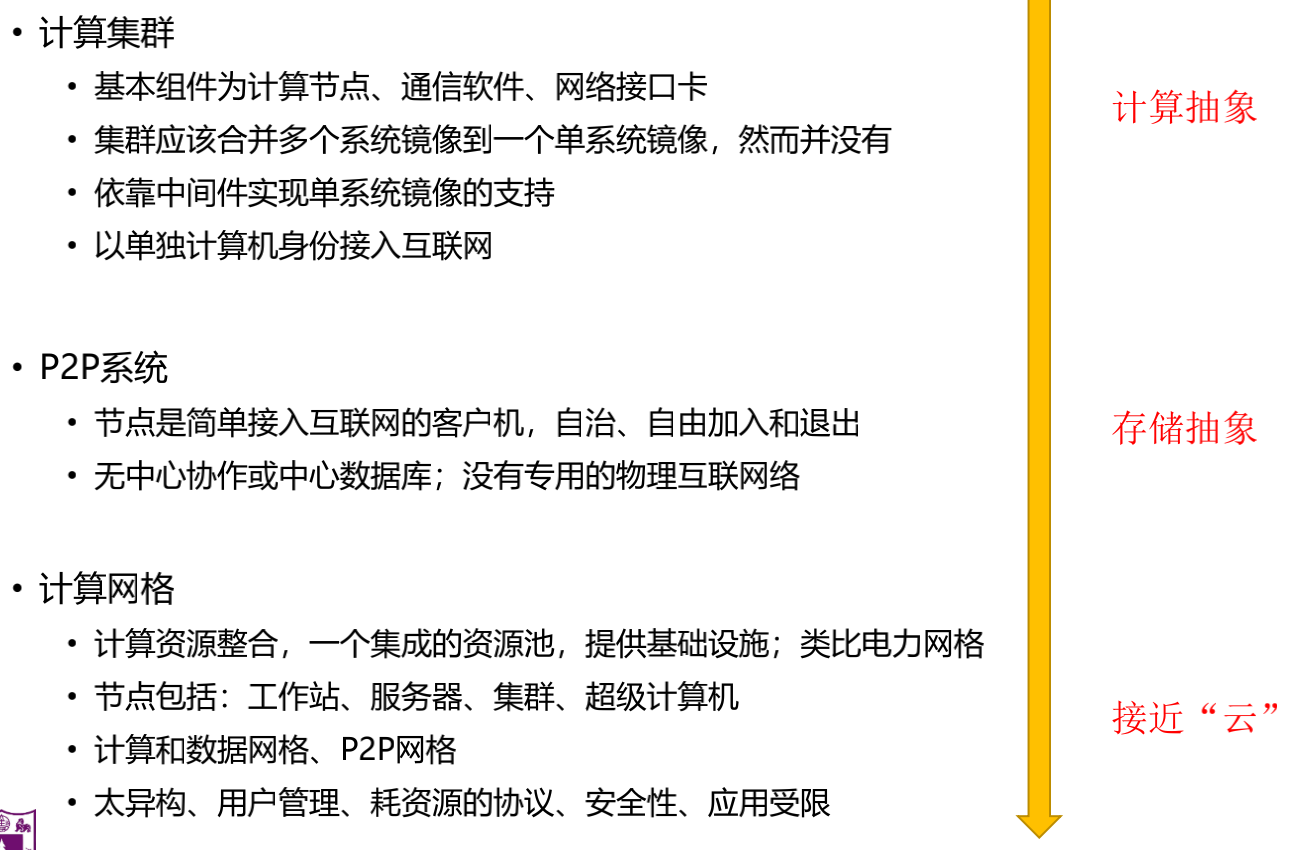 • 计算集群
• 基本组件为计算节点、通信软件、网络接口卡
• 集群应该合并多个系统镜像到一个单系统镜像，然而并没有
• 依靠中间件实现单系统镜像的支持
• 以单独计算机身份接入互联网
计算抽象
• P2P系统
• 节点是简单接入互联网的客户机，自治、自由加入和退出
• 无中心协作或中心数据库；没有专用的物理互联网络
存储抽象
• 计算网格
• 计算资源整合，一个集成的资源池，提供基础设施；类比电力网格
• 节点包括：工作站、服务器、集群、超级计算机
• 计算和数据网格、P2P网格
• 太异构、用户管理、耗资源的协议、安全性、应用受限
接近“云”